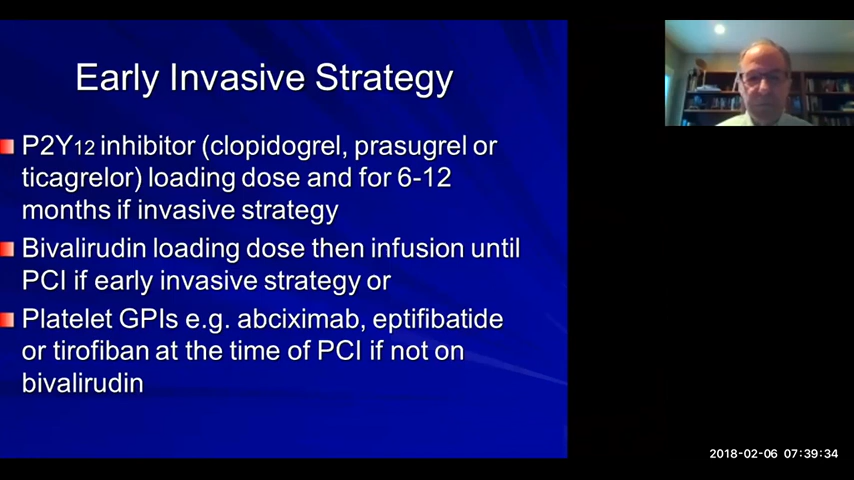 Early Invasive Strategy
P2Y12 inhibitor (clopidogrel, prasugrel or
ticagrelor) loading dose and for 6-12
months if invasive strategy
Bivalirudin loading dose then infusion until
PCI if early invasive strategy or
Platelet GPIs e.g. abciximab, eptifibatide
or tirofiban at the time of PCI if not on
bivalirudin
2018-02-06 07:39:34